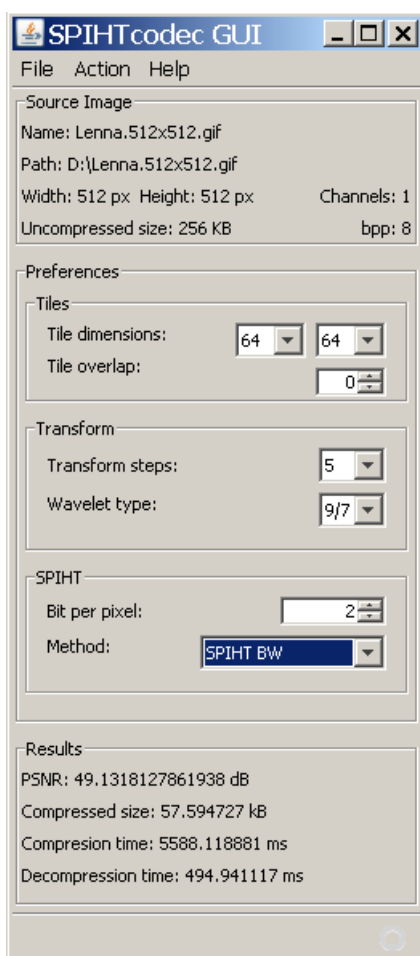 SPIHTcodec GUI
File Action Help
Source Image
Name: Lenna.512x512.gif
Path: D:\Lenna.512x512.gif
Width: 512 px Height: 512 px Channels: 1
Uncompressed size: 256 KB bpp: 8
Preferences
Tiles
Tile dimensions: 64 64
Tile overlap: 0
Transform
Transform steps: 5
Wavelet type: 9/7
SPIHT
Bit per pixel: 2
Method: SPIHT BW
Results
PSNR: 49.1318127861938 dB
Compressed size: 57.594727 kB
Compresion time: 5588.118881 ms
Decompression time: 494.941117 ms